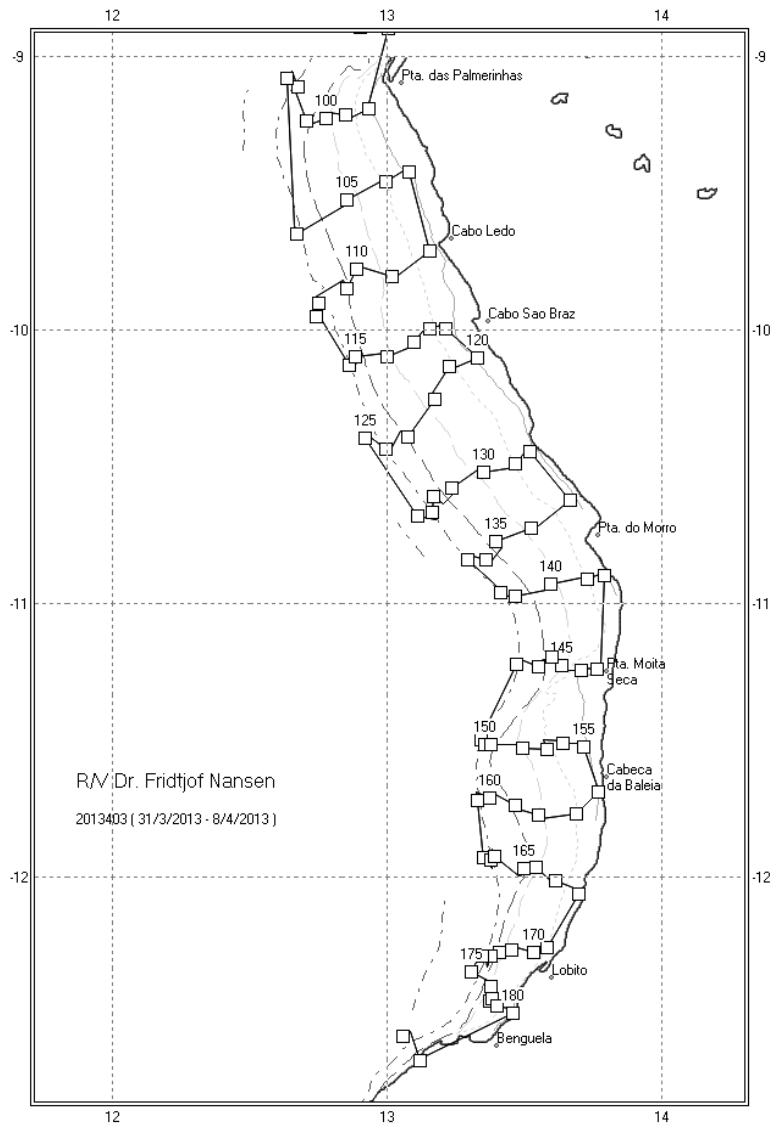 12 13 14
-9 -9
Pta. das Palmerinhas
100
105
Cabo Ledo
110
Cabo Sao Braz
-10 -10
115 120
125
130
135 Pta. do Morro
140
-11 -11
145
Pta. Moita
Seca
150 155
Cabeca
da Baleia
R/V Dr. Fridtjof Nansen
160
2013403 ( 31/3/2013 - 8/4/2013 )
165
-12 -12
170
175
Lobito
180
Benguela
12 13 14